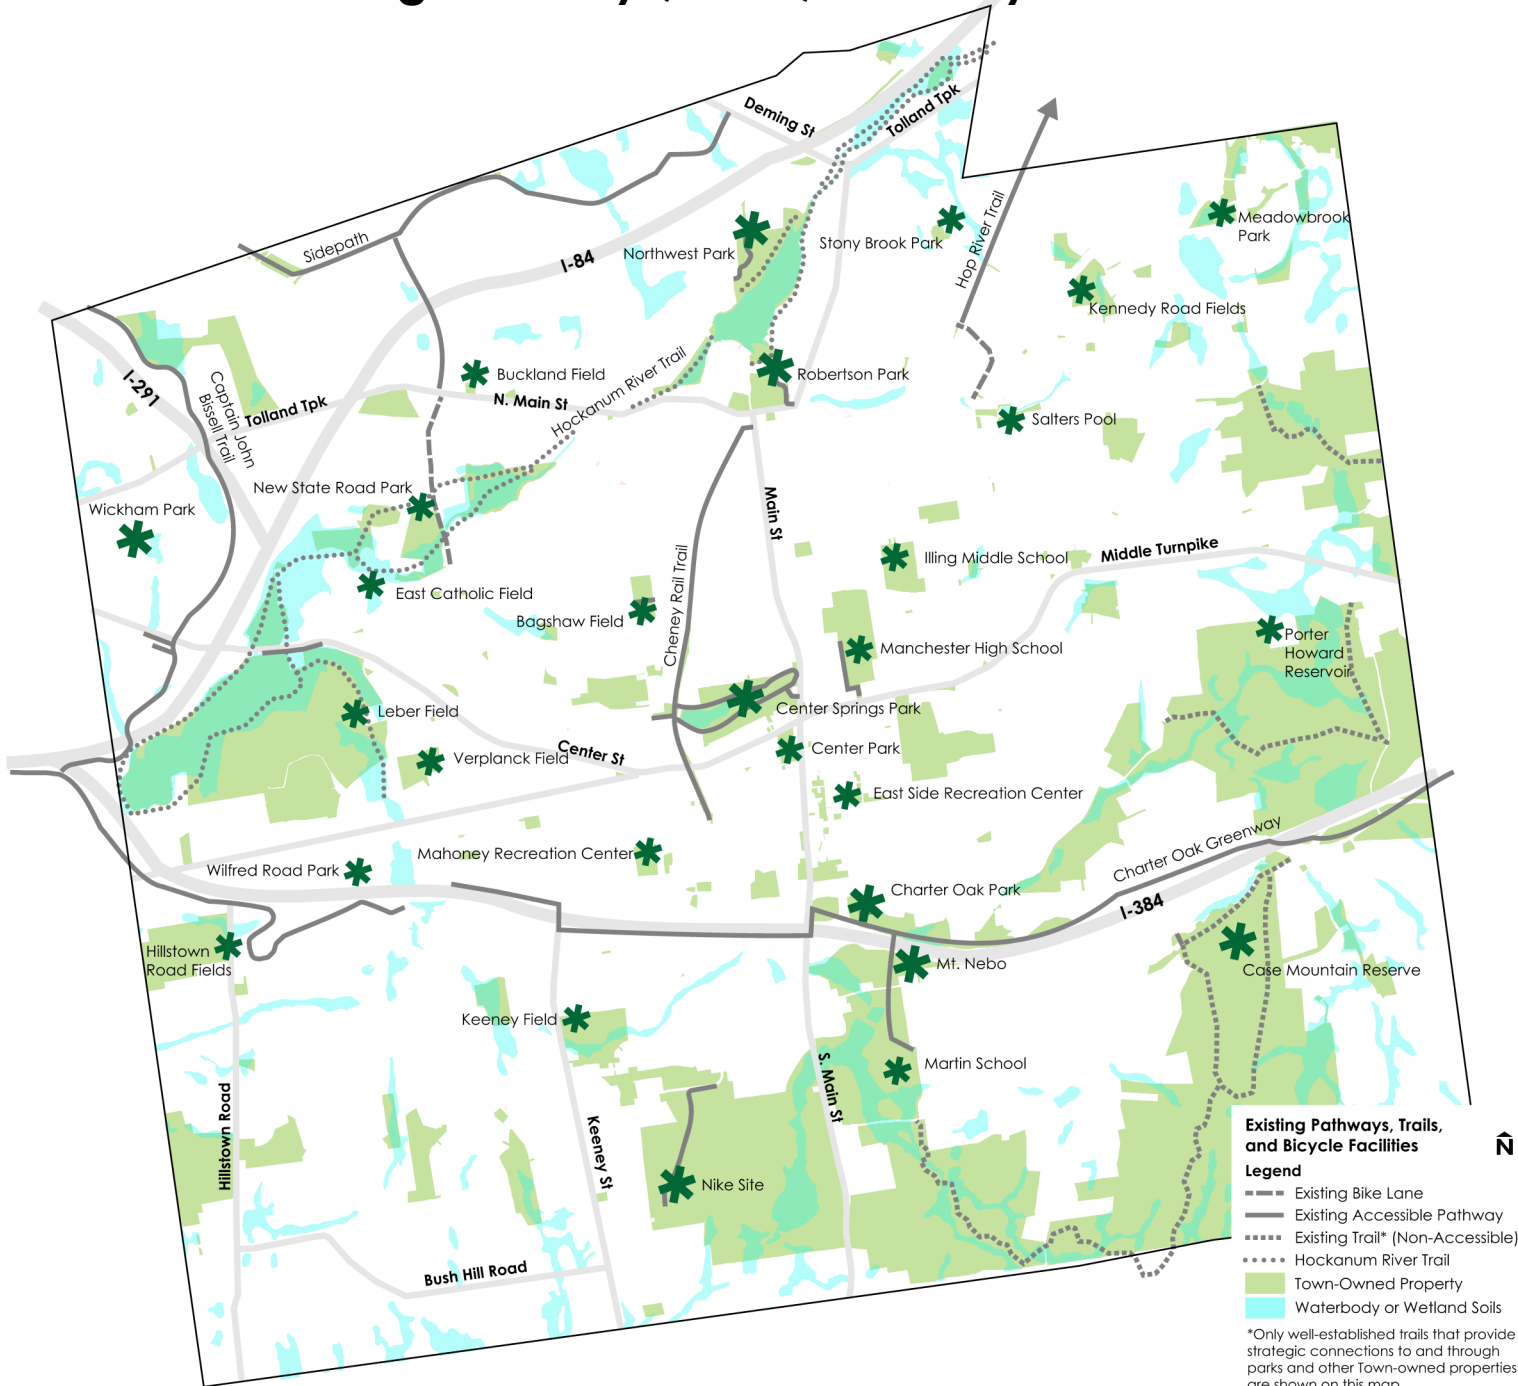 Deming St
Tolland Tpk
Hop River Trail
Meadowbrook
Park
Sidepath
I-84
Northwest Park
Stony Brook Park
Kennedy Road Fields
I-291
Captain John
Bissell Trail
Tolland Tpk
Buckland Field
N. Main St
Hockanum River Trail
Robertson Park
Salters Pool
New State Road Park
Wickham Park
Main St
Illing Middle School
Middle Turnpike
East Catholic Field
Bagshaw Field
Cheney Rail Trail
Manchester High School
Porter
Howard
Reservoir
Leber Field
Center Springs Park
Verplanck Field
Center St
Center Park
East Side Recreation Center
Wilfred Road Park
Mahoney Recreation Center
Charter Oak Park
Charter Oak Greenway
I-384
Hillstown
Road Fields
Mt. Nebo
Case Mountain Reserve
Keeney Field
Martin School
S. Main St
Hillstown Road
Keeney St
Nike Site
Bush Hill Road
Existing Pathways, Trails,
and Bicycle Facilities
N
Legend
Existing Bike Lane
Existing Accessible Pathway
Existing Trail* (Non-Accessible)
Hockanum River Trail
Town-Owned Property
Waterbody or Wetland Soils
*Only well-established trails that provide
strategic connections to and through
parks and other Town-owned properties
are shown on this map